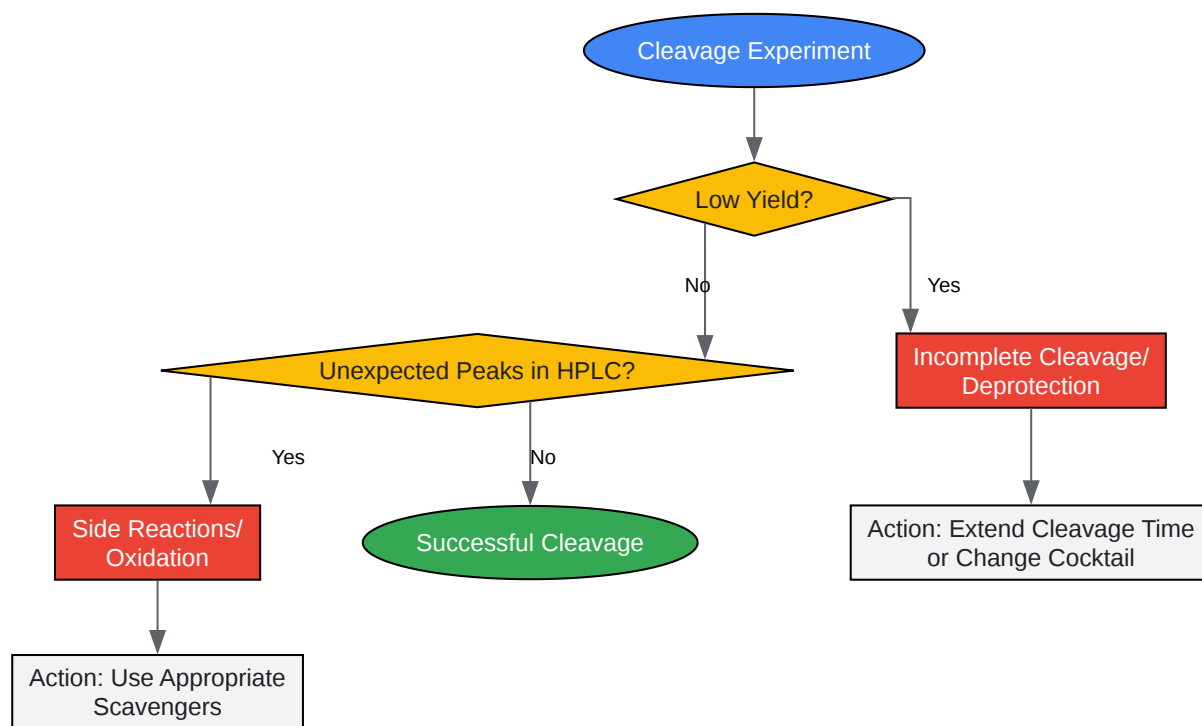 Cleavage Experiment
Low Yield?
No
Yes
Unexpected Peaks in HPLC?
Incomplete Cleavage/
Deprotection
Yes
No
Side Reactions/
Oxidation
Successful Cleavage
Action: Extend Cleavage Time
or Change Cocktail
Action: Use Appropriate
Scavengers